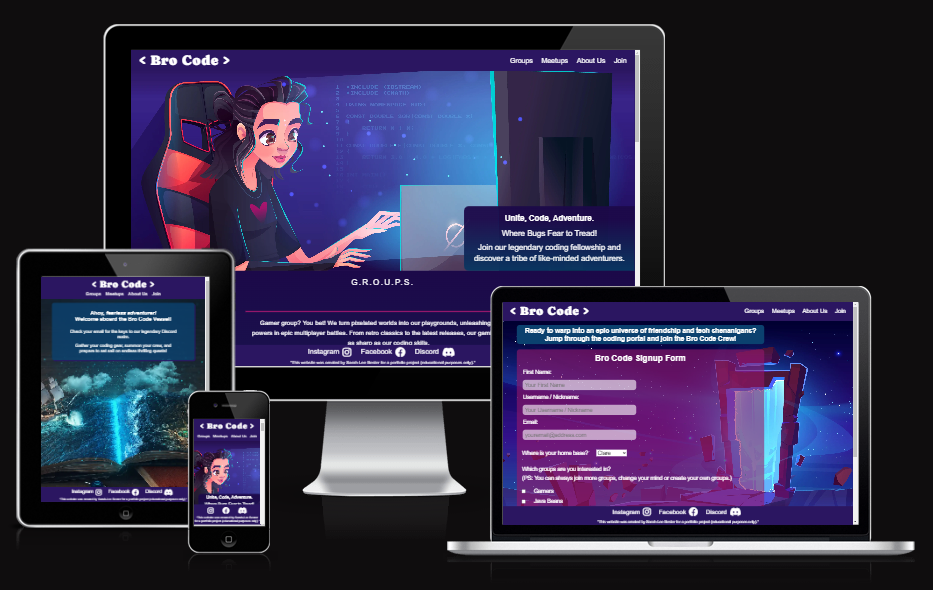 < Bro Code >
Groups Meetups About Us Join
Unite, Code, Adventure.
Where Bugs Fear to Tread!
Join our legendary coding fellowship and
discover a tribe of like-minded adventurers.
G.R.O.U.P.S.
Gamer group? You bet! We turn pixelated worlds into our playgrounds, unleashing
powers in epic multiplayer battles. From retro classics to the latest releases, our gam
as sharp as our coding skills.
Instagram Facebook Discord
< Bro Code >
Groups Meetups About Us Join
Ahoy, fearless adventurer!
Welcome aboard the Bro Code Vessel!
Check your email for the keys to our legendary Discord
realm.
Gather your coding gear, summon your crew, and
prepare to set sail on endless thrilling quests!
Instagram Facebook Discord
< Bro Code >
Groups Meetups About Us Join
Unite, Code, Adventure.
< Bro Code >
Groups Meetups About Us Join
Ready to warp into an epic universe of friendship and tech shenanigans?
Jump through the coding portal and join the Bro Code Crew!
Bro Code Signup Form
First Name:
Your First Name
Username / Nickname:
Your Username / Nickname
Email:
youremail@address.com
Where is your home base? Clare
Which groups are you interested in?
(PS: You can always join more groups, change your mind or create your own groups.)
Gamers
Java Beans
Instagram Facebook Discord